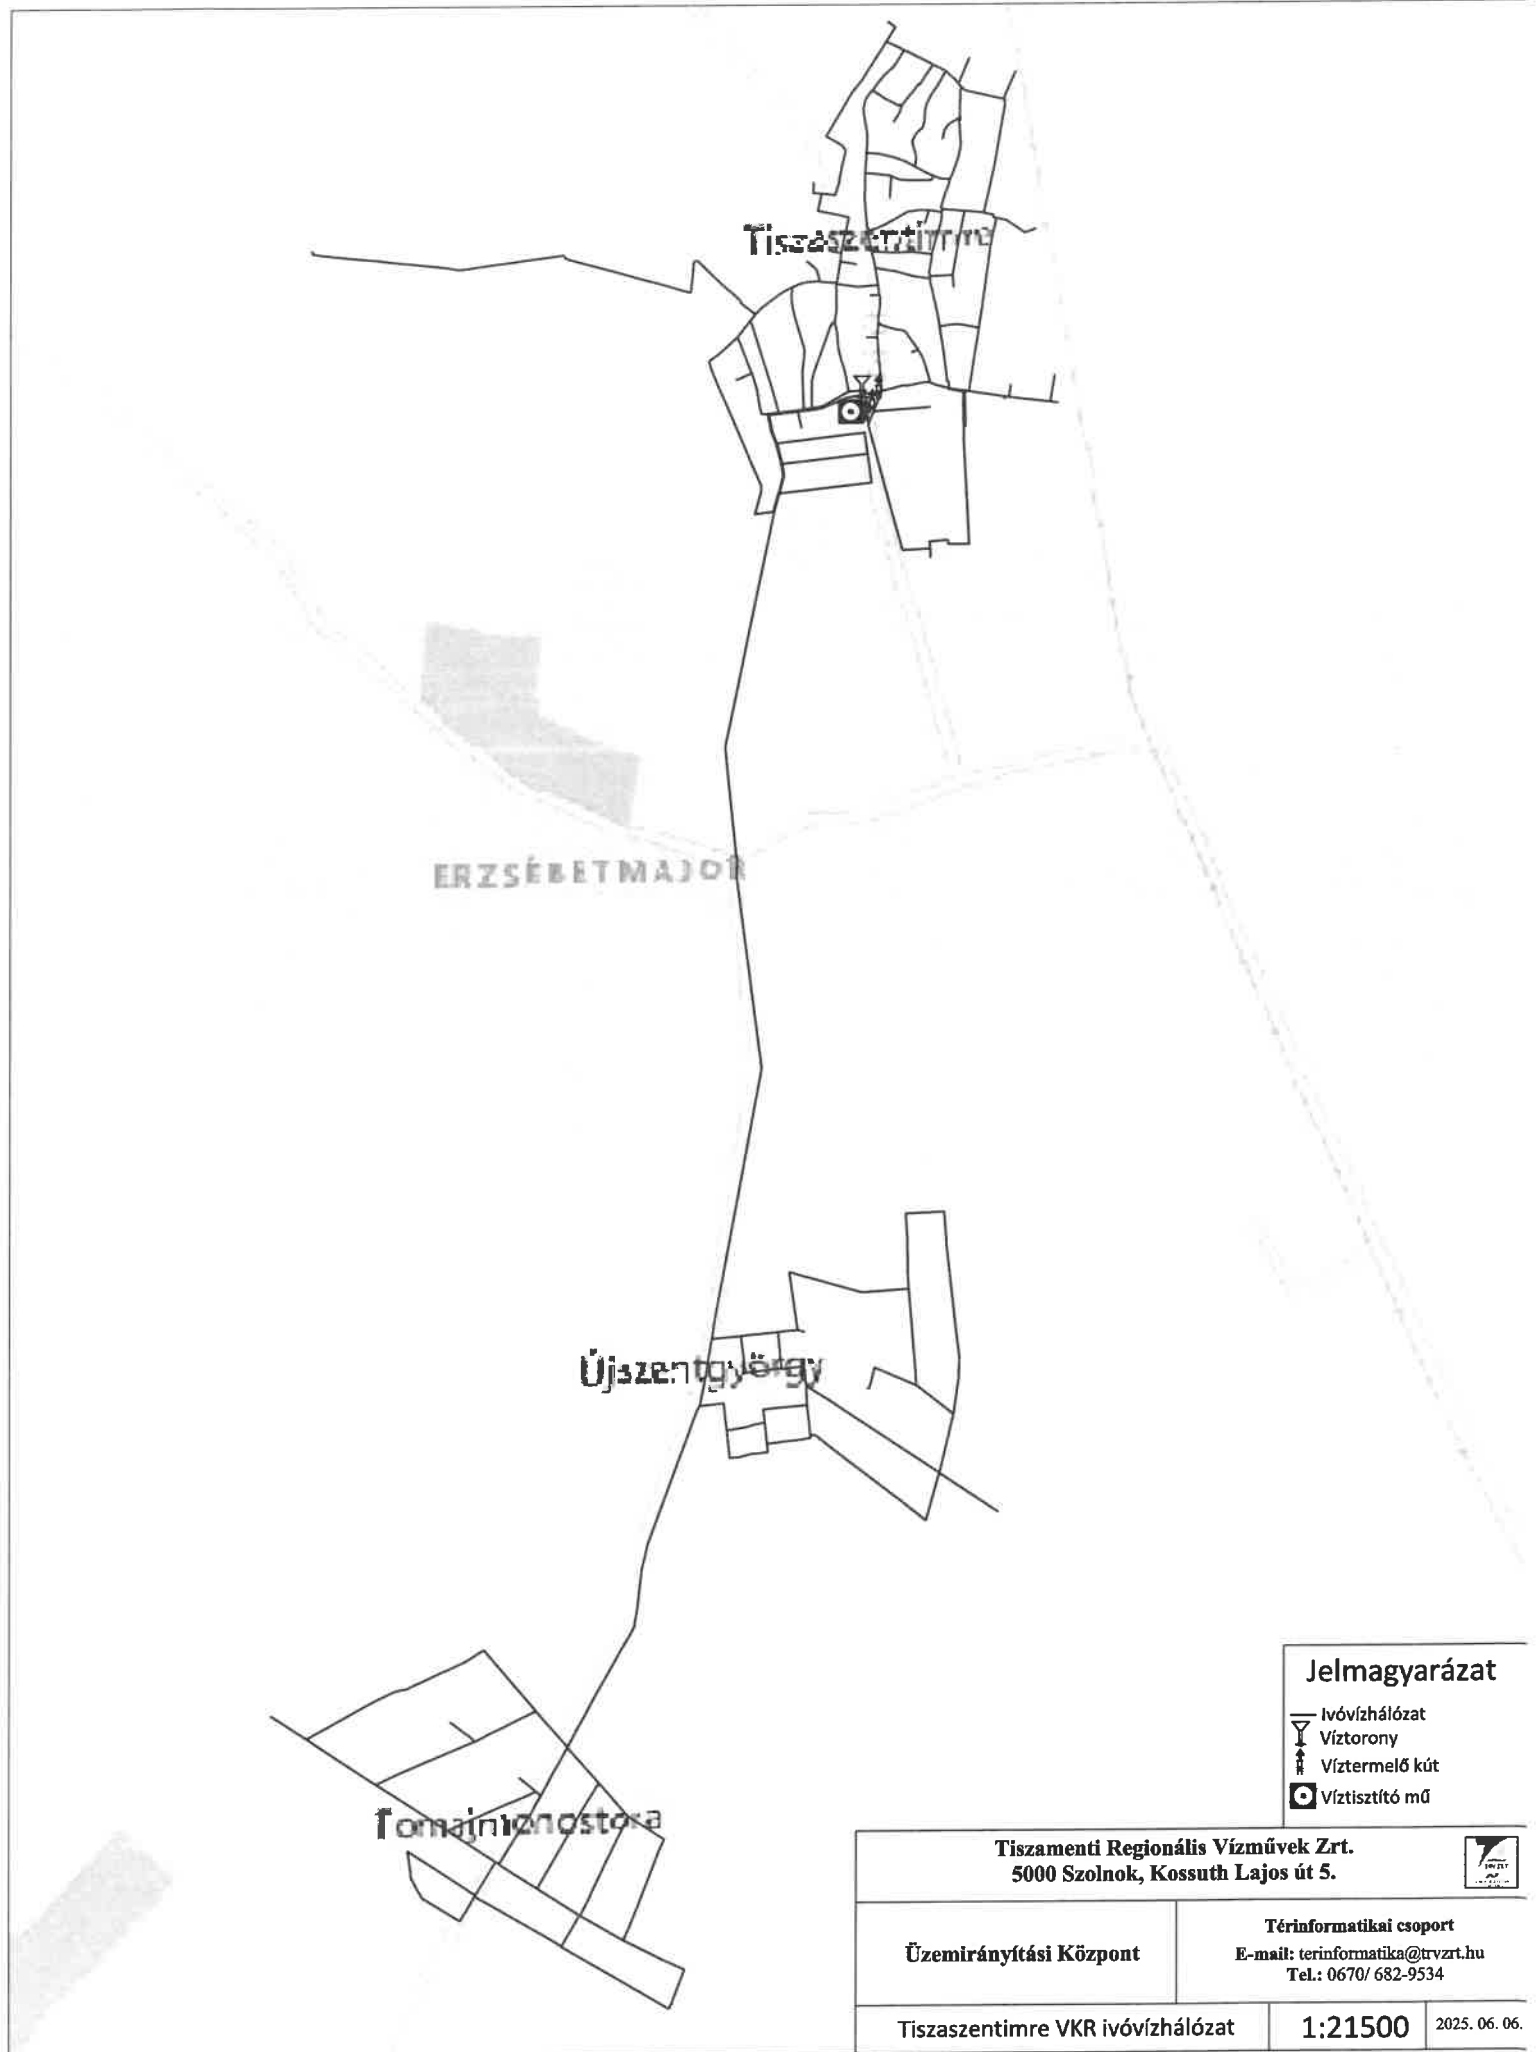 Tiszaszentimre
ERZSÉBETMAJOR
Újszentgyörgy
Tomajmonostora
Jelmagyarázat
Ivóvízhálózat
Víztorony
Víztermelő kút
Víztisztító mű
Tiszamenti Regionális Vízművek Zrt.
5000 Szolnok, Kossuth Lajos út 5.
Üzemirányítási Központ
Térinformatikai csoport
E-mail: terinformatika@trvzrt.hu
Tel.: 0670/ 682-9534
Tiszaszentimre VKR ivóvízhálózat
1:21500
2025. 06. 06.